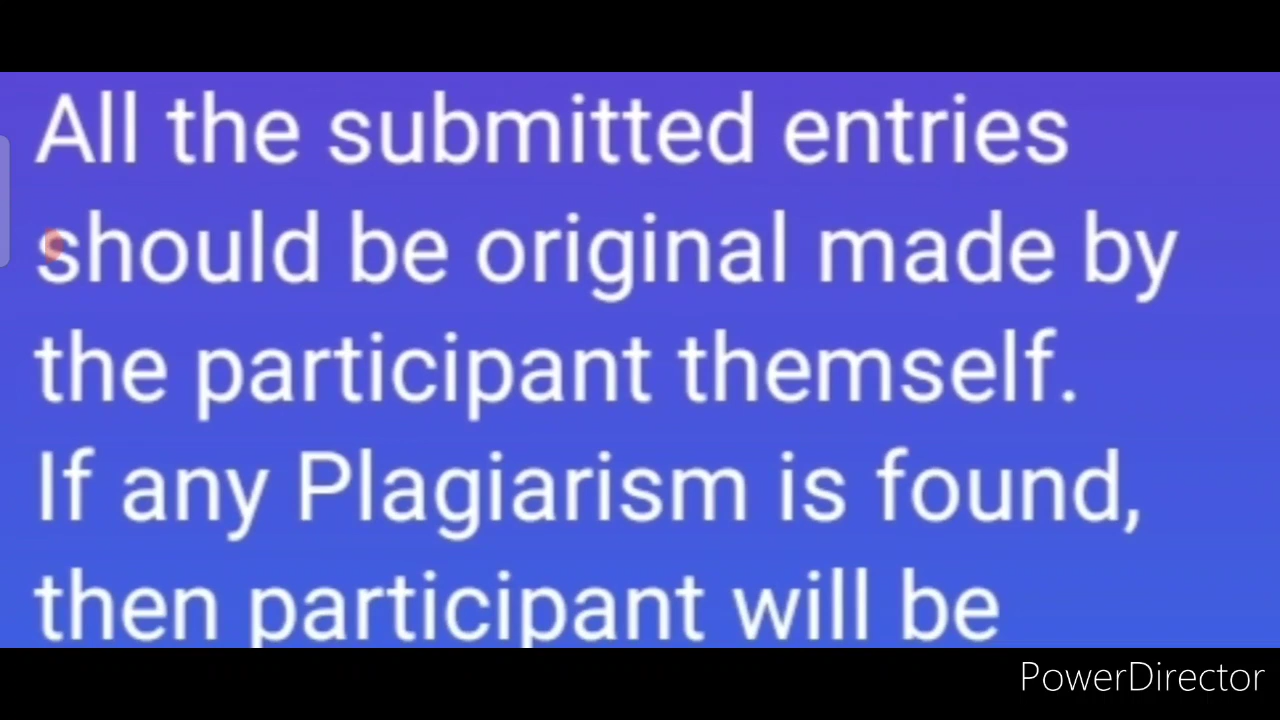 All the submitted entries
should be original made by
the participant themself.
If any Plagiarism is found,
then participant will be
PowerDirector